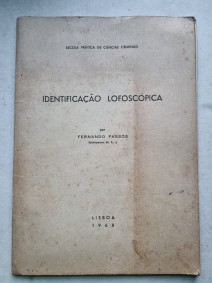 ESCOLA PRÁTICA DE CIÊNCIAS CRIMINAIS
IDENTIFICAÇÃO LOFOSCÓPICA
por
FERNANDO PASSOS
LISBOA
1968